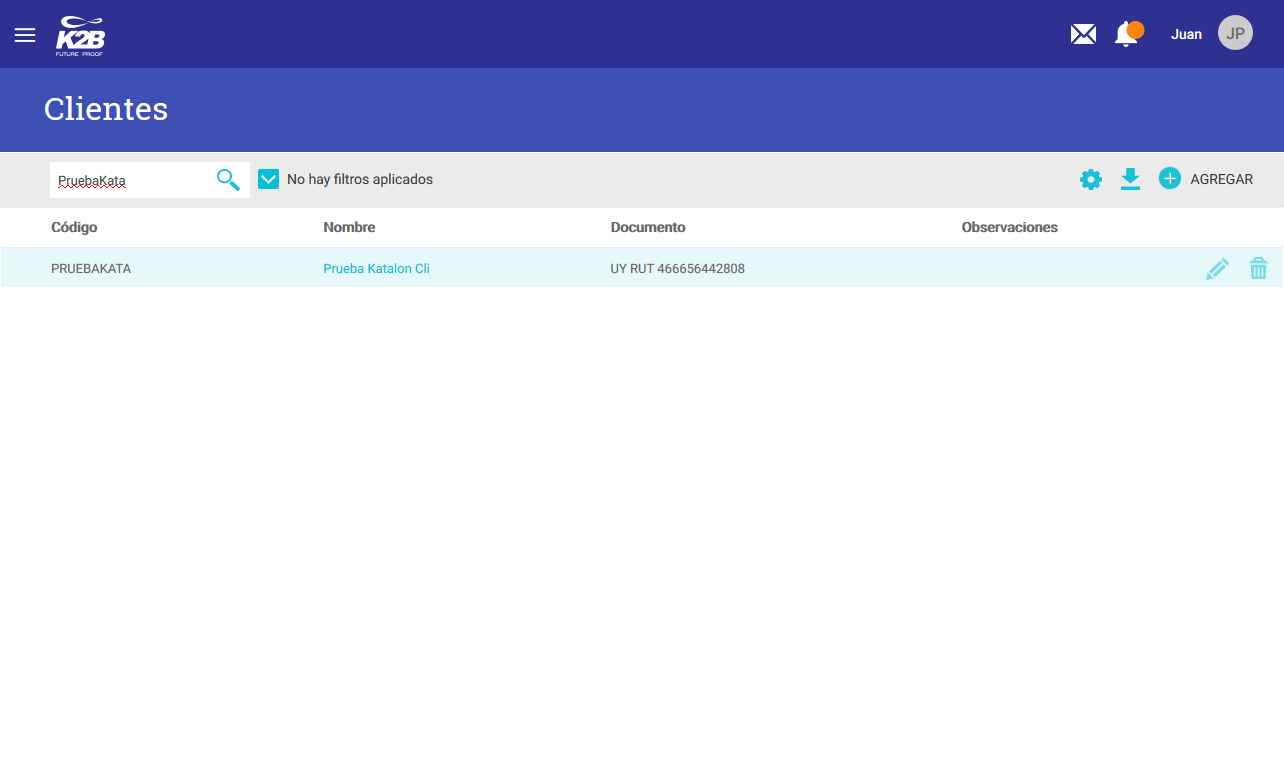 K2B
FUTURE PROOF
Juan
JP
Clientes
PruebaKata
No hay filtros aplicados
AGREGAR
Código Nombre Documento Observaciones
PRUEBAKATA Prueba Katalon Cli UY RUT 466656442808